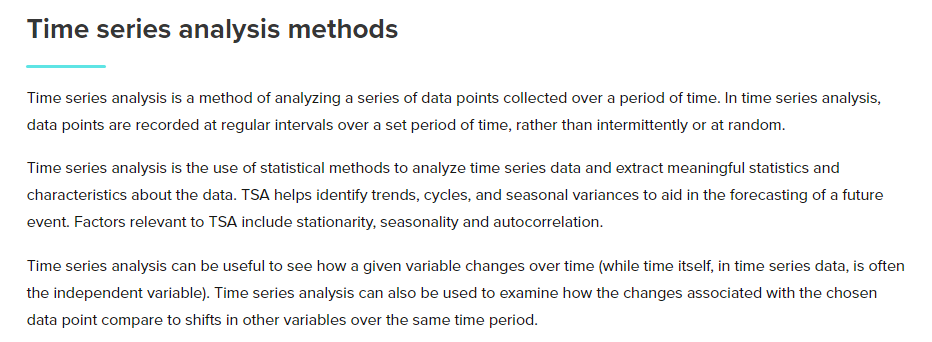 Time series analysis methods
Time series analysis is a method of analyzing a series of data points collected over a period of time. In time series analysis,
data points are recorded at regular intervals over a set period of time, rather than intermittently or at random.
Time series analysis is the use of statistical methods to analyze time series data and extract meaningful statistics and
characteristics about the data. TSA helps identify trends, cycles, and seasonal variances to aid in the forecasting of a future
event. Factors relevant to TSA include stationarity, seasonality and autocorrelation.
Time series analysis can be useful to see how a given variable changes over time (while time itself, in time series data, is often
the independent variable). Time series analysis can also be used to examine how the changes associated with the chosen
data point compare to shifts in other variables over the same time period.